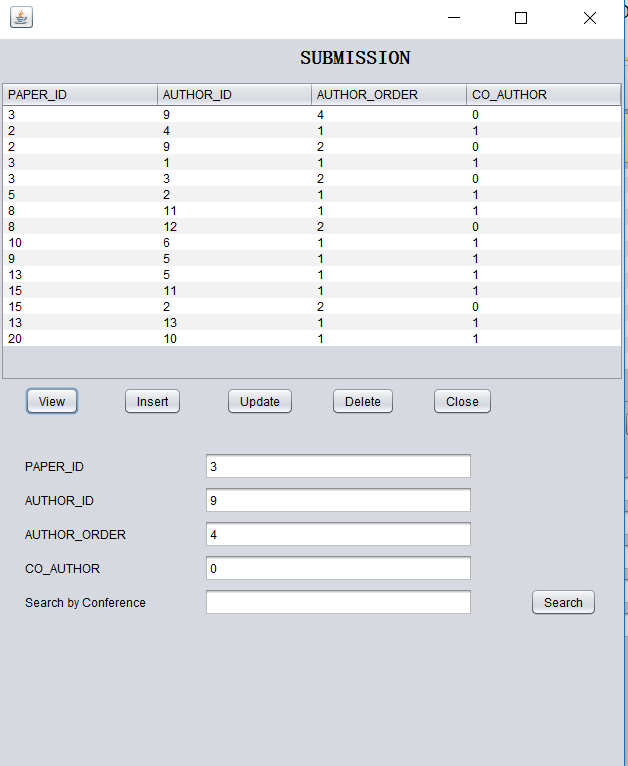 SUBMISSION
PAPER_ID AUTHOR_ID AUTHOR_ORDER CO_AUTHOR
3 9 4 0
2 4 1 1
2 9 2 0
3 1 1 1
3 3 2 0
5 2 1 1
8 11 1 1
8 12 2 0
10 6 1 1
9 5 1 1
13 5 1 1
15 11 1 1
15 2 2 0
13 13 1 1
20 10 1 1
View Insert Update Delete Close
PAPER_ID 3
AUTHOR_ID 9
AUTHOR_ORDER 4
CO_AUTHOR 0
Search by Conference Search